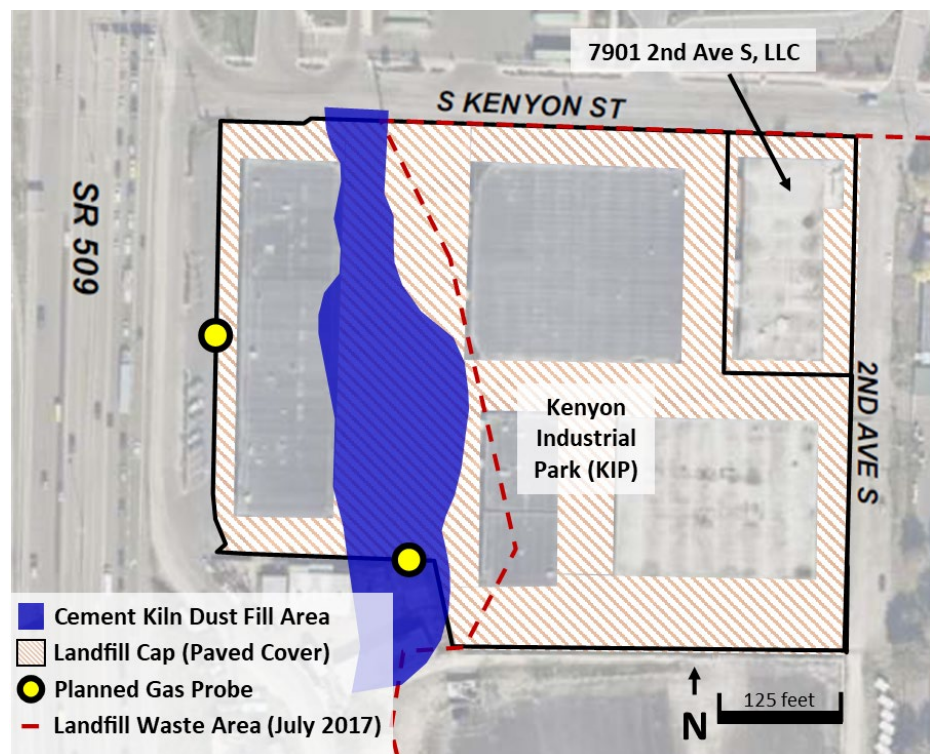 7901 2nd Ave S, LLC
S KENYON ST
SR 509
2ND AVE S
Kenyon
Industrial
Park (KIP)
Cement Kiln Dust Fill Area
Landfill Cap (Paved Cover)
Planned Gas Probe
Landfill Waste Area (July 2017)
N
125 feet